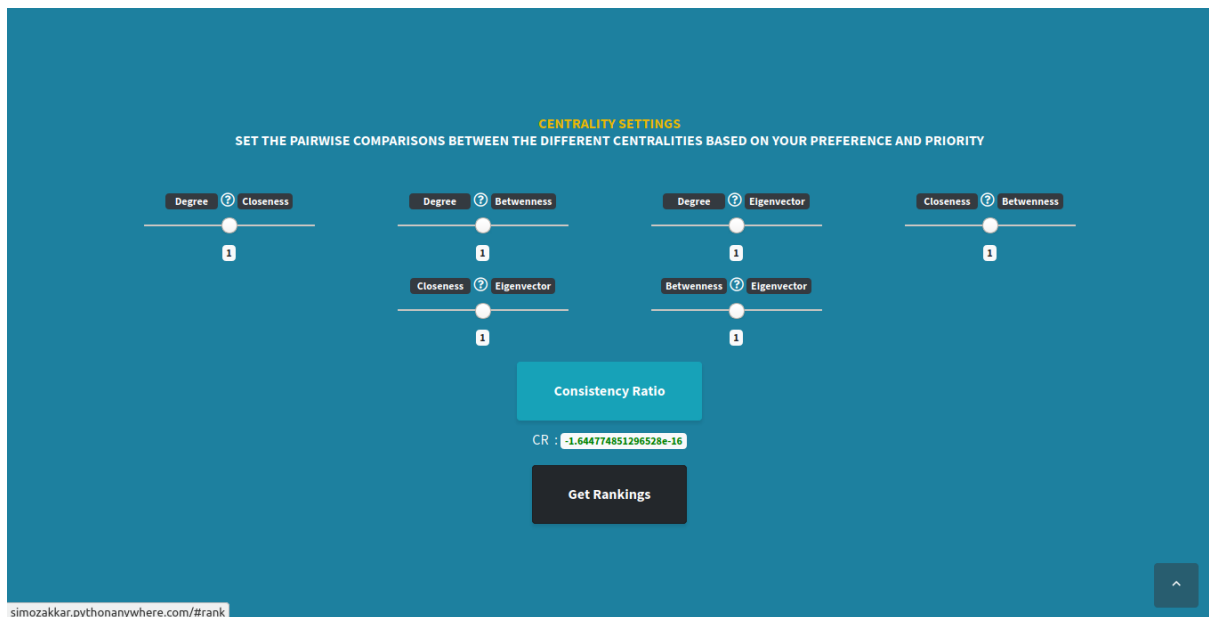 CENTRALITY SETTINGS
SET THE PAIRWISE COMPARISONS BETWEEN THE DIFFERENT CENTRALITIES BASED ON YOUR PREFERENCE AND PRIORITY
Degree ? Closeness
Degree ? Betwenness
Degree ? Eigenvector
Closeness ? Betwenness
1
1
1
1
Closeness ? Eigenvector
Betwenness ? Eigenvector
1
1
Consistency Ratio
CR : -1.644774851296528e-16
Get Rankings
simozakkar.pythonanywhere.com/#rank